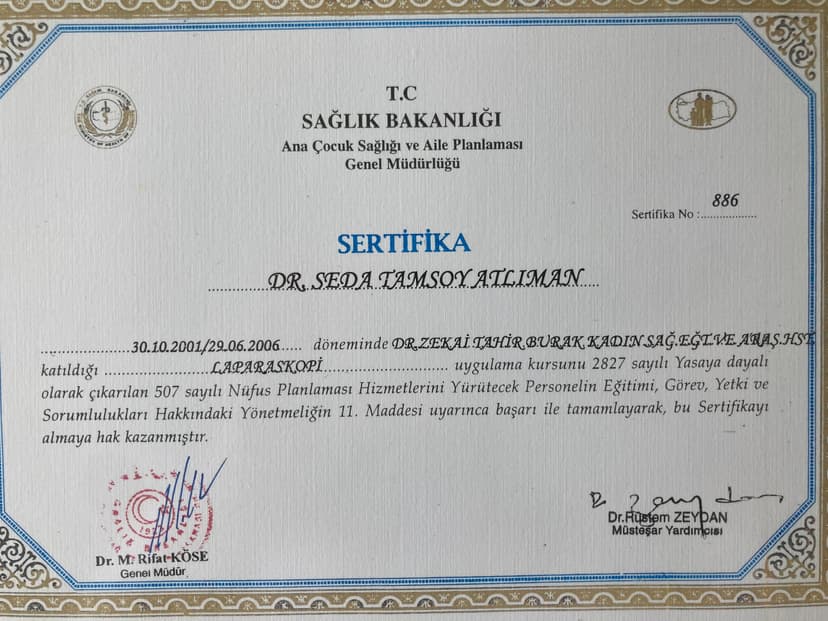 T.C
SAĞLIK BAKANLIĞI
Ana Çocuk Sağlığı ve Aile Planlaması
Genel Müdürlüğü
Sertifika No :.................. 886
SERTİFİKA
DR. SEDA TAMSOY ATLIMAN
30.10.2001/29.06.2006 döneminde DR.ZEKAİ TAHİR BURAK KADIN SAĞ.EĞT.VE ARAŞ.HST.
katıldığı LAPARASKOPİ uygulama kursunu 2827 sayılı Yasaya dayalı
olarak çıkarılan 507 sayılı Nüfus Planlaması Hizmetlerini Yürütecek Personelin Eğitimi, Görev, Yetki ve
Sorumlulukları Hakkındaki Yönetmeliğin 11. Maddesi uyarınca başarı ile tamamlayarak, bu Sertifikayı
almaya hak kazanmıştır.
Dr. M. Rifat KÖSE
Genel Müdür
Dr.Rüstem ZEYDAN
Müsteşar Yardımcısı